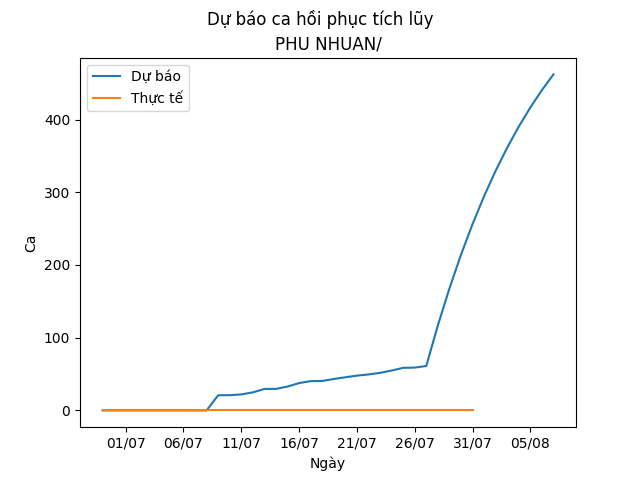 Dự báo ca hồi phục tích lũy
PHU NHUAN/
Dự báo
Thực tế
Ca
400
300
200
100
0
01/07 06/07 11/07 16/07 21/07 26/07 31/07 05/08
Ngày